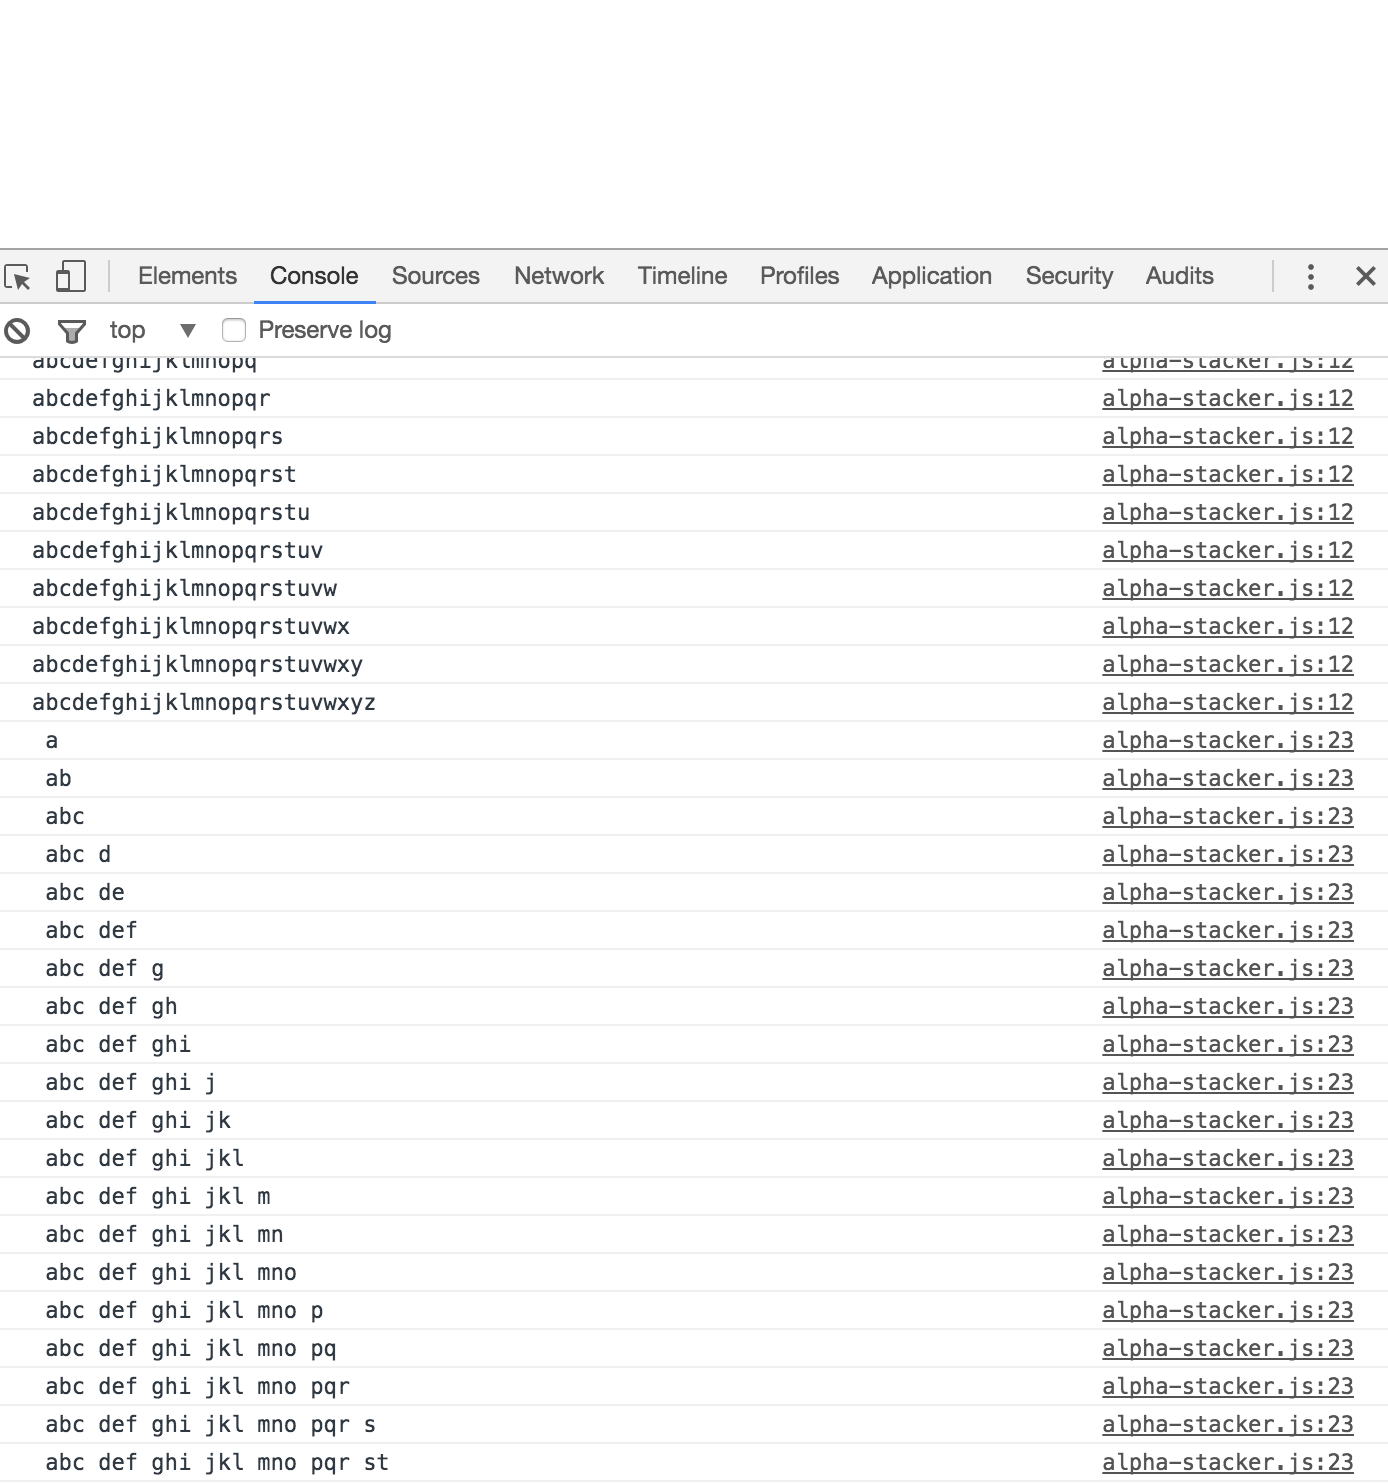 Elements Console Sources Network Timeline Profiles Application Security Audits
top Preserve log
abcdefghijklmnopq alpha-stacker.js:12
abcdefghijklmnopqr alpha-stacker.js:12
abcdefghijklmnopqrs alpha-stacker.js:12
abcdefghijklmnopqrst alpha-stacker.js:12
abcdefghijklmnopqrstu alpha-stacker.js:12
abcdefghijklmnopqrstuv alpha-stacker.js:12
abcdefghijklmnopqrstuvw alpha-stacker.js:12
abcdefghijklmnopqrstuvwx alpha-stacker.js:12
abcdefghijklmnopqrstuvwxy alpha-stacker.js:12
abcdefghijklmnopqrstuvwxyz alpha-stacker.js:12
a alpha-stacker.js:23
ab alpha-stacker.js:23
abc alpha-stacker.js:23
abc d alpha-stacker.js:23
abc de alpha-stacker.js:23
abc def alpha-stacker.js:23
abc def g alpha-stacker.js:23
abc def gh alpha-stacker.js:23
abc def ghi alpha-stacker.js:23
abc def ghi j alpha-stacker.js:23
abc def ghi jk alpha-stacker.js:23
abc def ghi jkl alpha-stacker.js:23
abc def ghi jkl m alpha-stacker.js:23
abc def ghi jkl mn alpha-stacker.js:23
abc def ghi jkl mno alpha-stacker.js:23
abc def ghi jkl mno p alpha-stacker.js:23
abc def ghi jkl mno pq alpha-stacker.js:23
abc def ghi jkl mno pqr alpha-stacker.js:23
abc def ghi jkl mno pqr s alpha-stacker.js:23
abc def ghi jkl mno pqr st alpha-stacker.js:23